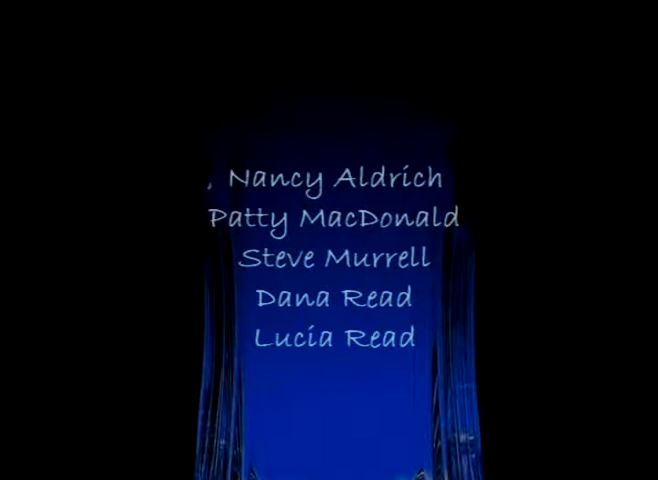 , Nancy Aldrich
Patty MacDonald
Steve Murrell
Dana Read
Lucia Read